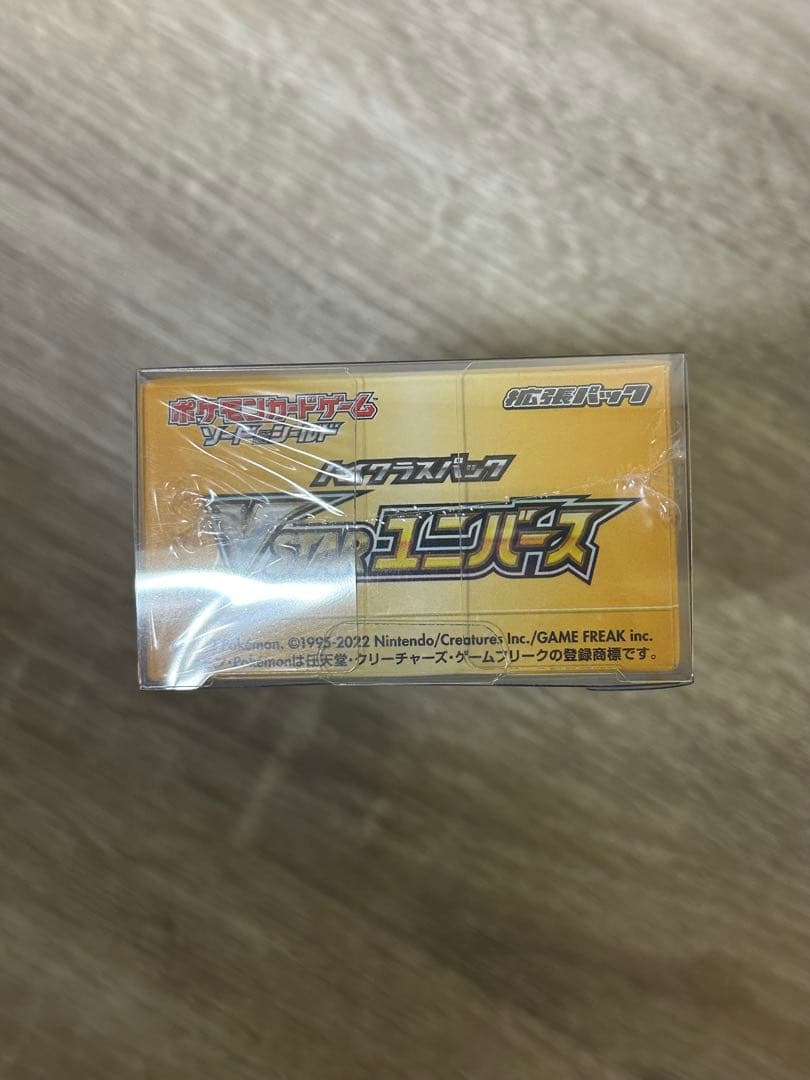 ポケモンカードゲーム
ソード&シールド
拡張パック
ハイクラスパック
VSTARユニバース
Pokémon. ©1995-2022 Nintendo/Creatures Inc./GAME FREAK inc.
ン・Pokémonは任天堂・クリーチャーズ・ゲームフリークの登録商標です。